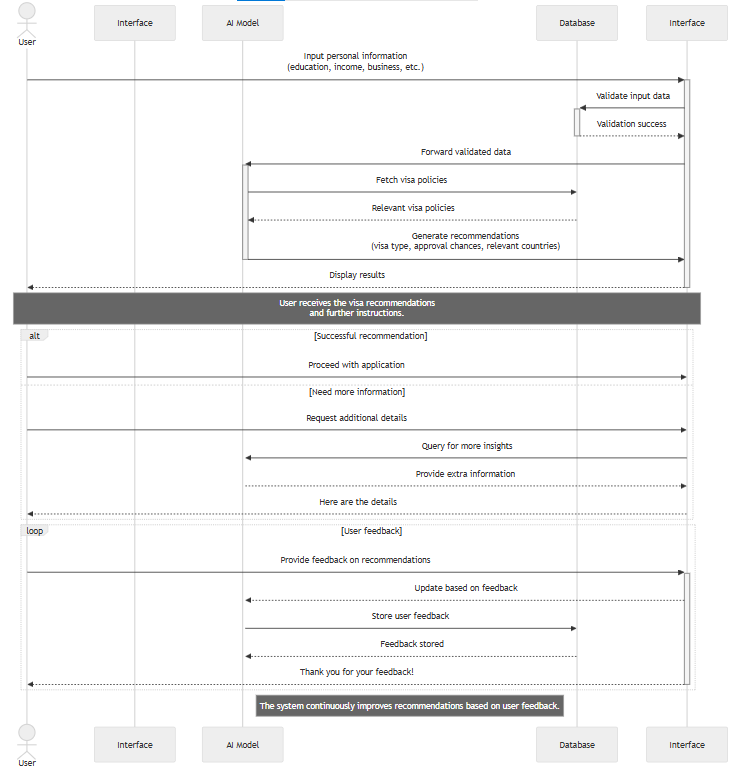 User
Interface
AI Model
Database
Interface
Input personal information
(education, income, business, etc.)
Validate input data
Validation success
Forward validated data
Fetch visa policies
Relevant visa policies
Generate recommendations
(visa type, approval chances, relevant countries)
Display results
User receives the visa recommendations
and further instructions.
alt
[Successful recommendation]
Proceed with application
[Need more information]
Request additional details
Query for more insights
Provide extra information
Here are the details
loop
[User feedback]
Provide feedback on recommendations
Update based on feedback
Store user feedback
Feedback stored
Thank you for your feedback!
The system continuously improves recommendations based on user feedback.
User
Interface
AI Model
Database
Interface